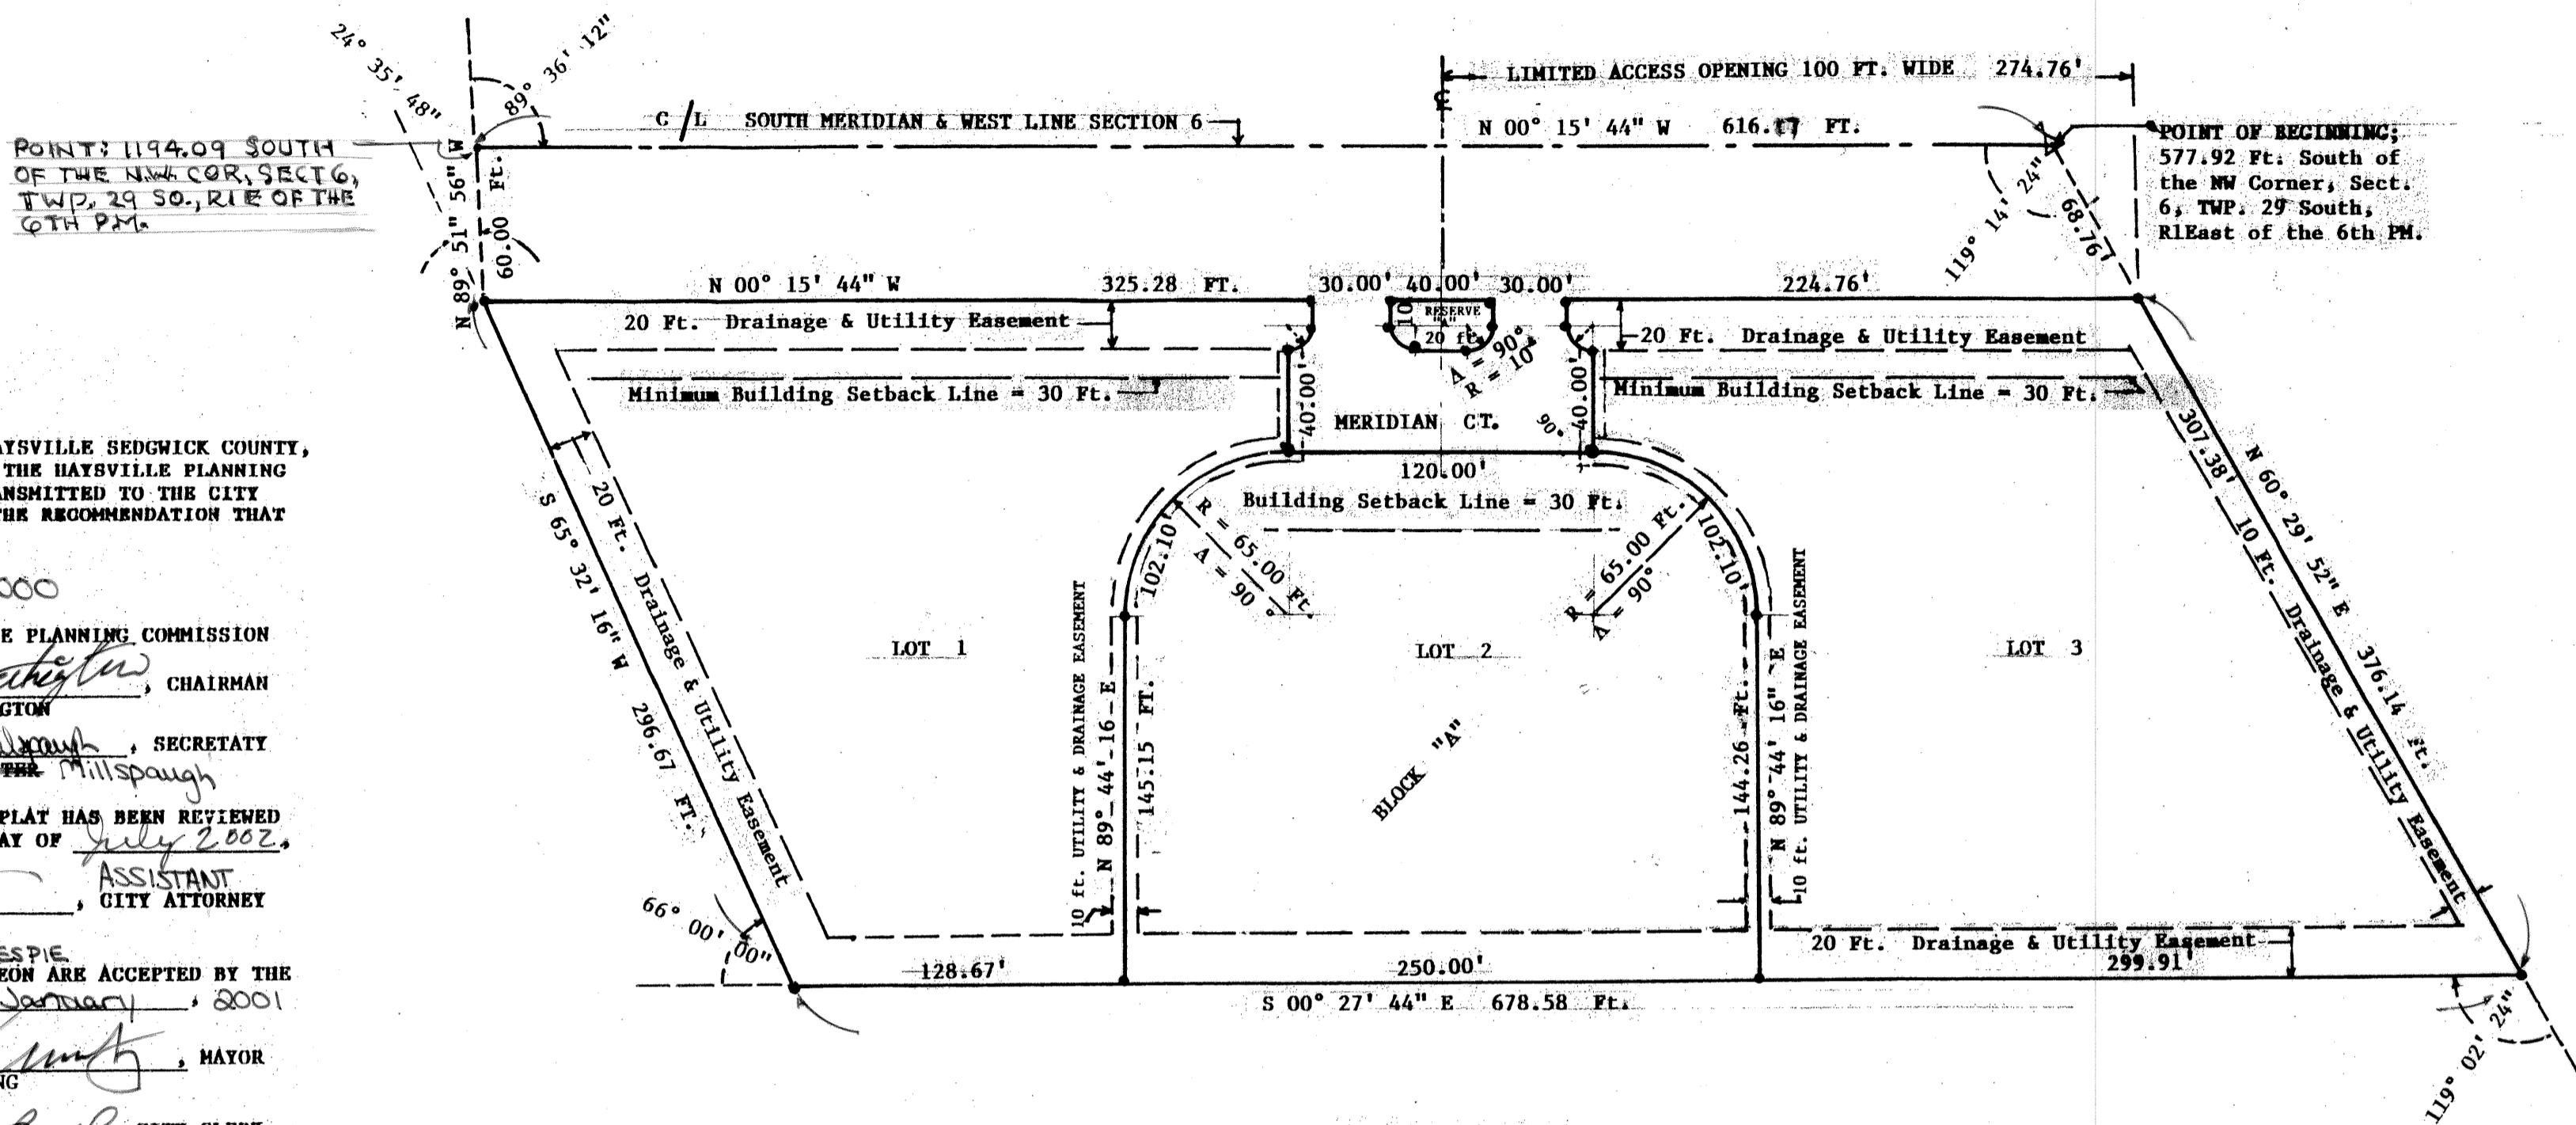 24° 35' 48"
89° 36' 12"
POINT: 1194.09 SOUTH
OF THE N.W. COR, SECT 6,
TWP. 29 SO., R1E OF THE
6TH P.M.
N 89° 51" 56" W
60.00 Ft.
C/L SOUTH MERIDIAN & WEST LINE SECTION 6
LIMITED ACCESS OPENING 100 FT. WIDE 274.76'
N 00° 15' 44" W 616.17 FT.
POINT OF BEGINNING;
577.92 Ft. South of
the NW Corner, Sect.
6, TWP. 29 South,
R1East of the 6th PM.
119° 14' 24"
68.76'
N 00° 15' 44" W 325.28 FT.
30.00' 40.00' 30.00'
224.76'
20 Ft. Drainage & Utility Easement
10'
RESERVE
20 ft.
Δ = 90°
R = 10'
20 Ft. Drainage & Utility Easement
Minimum Building Setback Line = 30 Ft.
Minimum Building Setback Line = 30 Ft.
40.00'
MERIDIAN CT.
90°
40.00'
120.00'
Building Setback Line = 30 Ft.
102.10'
R = 65.00 Ft.
Δ = 90°
R = 65.00 Ft.
Δ = 90°
102.10'
307.38' 10 Ft. Drainage & Utility Easement
N 60° 29' 52" E 376.14 Ft.
S 65° 32' 16" W 296.67 FT.
20 Ft. Drainage & Utility Easement
LOT 1
LOT 2
LOT 3
BLOCK "A"
10 ft. UTILITY & DRAINAGE EASEMENT
N 89°-44'-16-E
145.15 FT.
144.26 Ft.
N 89° 44' 16" E
10 ft. UTILITY & DRAINAGE EASEMENT
66° 00' 00"
128.67'
250.00'
20 Ft. Drainage & Utility Easement
299.91'
S 00° 27' 44" E 678.58 Ft.
119° 02' 24"
AYSVILLE SEDGWICK COUNTY,
THE HAYSVILLE PLANNING
NSMITTED TO THE CITY
THE RECOMMENDATION THAT
000
E PLANNING COMMISSION
, CHAIRMAN
GTON
, SECRETATY
TER Millspaugh
PLAT HAS BEEN REVIEWED
AY OF July 2002.
ASSISTANT
, CITY ATTORNEY
ESPIE
EON ARE ACCEPTED BY THE
January, 2001
, MAYOR
NG